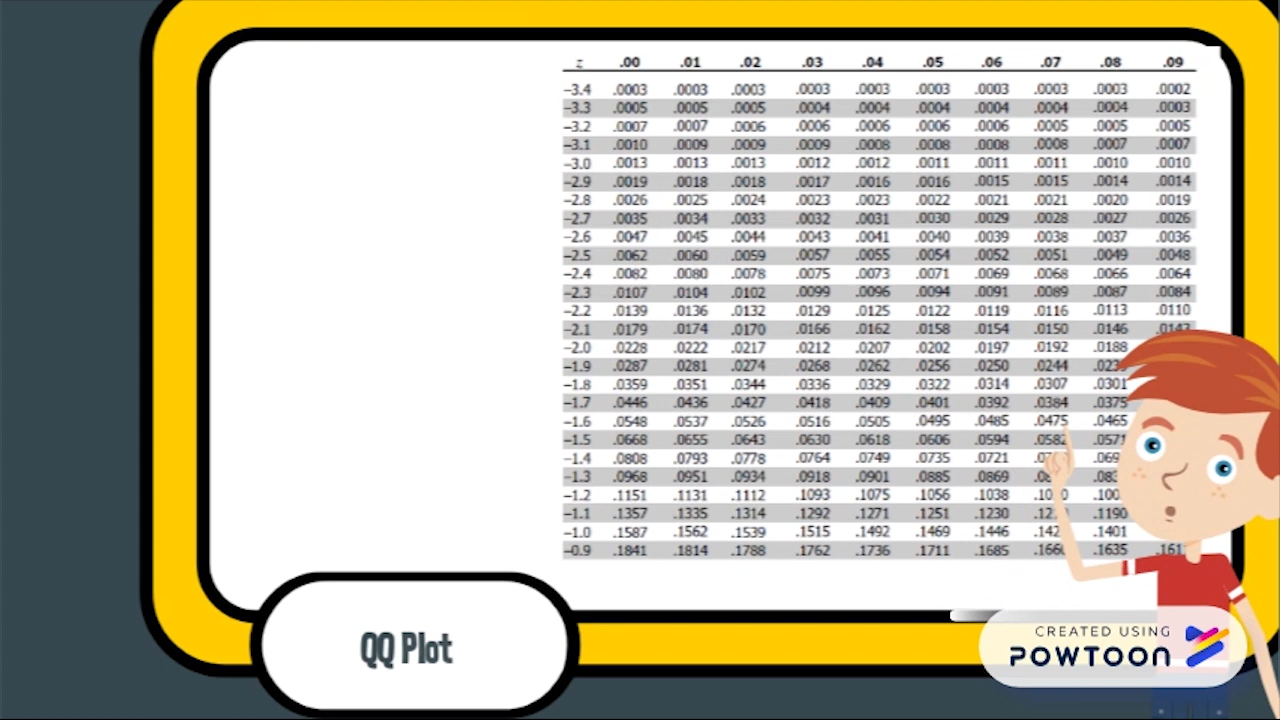 z .00 .01 .02 .03 .04 .05 .06 .07 .08 .09
−3.4 .0003 .0003 .0003 .0003 .0003 .0003 .0003 .0003 .0003 .0002
−3.3 .0005 .0005 .0005 .0004 .0004 .0004 .0004 .0004 .0004 .0003
−3.2 .0007 .0007 .0006 .0006 .0006 .0006 .0006 .0005 .0005 .0005
−3.1 .0010 .0009 .0009 .0009 .0008 .0008 .0008 .0008 .0007 .0007
−3.0 .0013 .0013 .0013 .0012 .0012 .0011 .0011 .0011 .0010 .0010
−2.9 .0019 .0018 .0018 .0017 .0016 .0016 .0015 .0015 .0014 .0014
−2.8 .0026 .0025 .0024 .0023 .0023 .0022 .0021 .0021 .0020 .0019
−2.7 .0035 .0034 .0033 .0032 .0031 .0030 .0029 .0028 .0027 .0026
−2.6 .0047 .0045 .0044 .0043 .0041 .0040 .0039 .0038 .0037 .0036
−2.5 .0062 .0060 .0059 .0057 .0055 .0054 .0052 .0051 .0049 .0048
−2.4 .0082 .0080 .0078 .0075 .0073 .0071 .0069 .0068 .0066 .0064
−2.3 .0107 .0104 .0102 .0099 .0096 .0094 .0091 .0089 .0087 .0084
−2.2 .0139 .0136 .0132 .0129 .0125 .0122 .0119 .0116 .0113 .0110
−2.1 .0179 .0174 .0170 .0166 .0162 .0158 .0154 .0150 .0146
−2.0 .0228 .0222 .0217 .0212 .0207 .0202 .0197 .0192 .0188
−1.9 .0287 .0281 .0274 .0268 .0262 .0256 .0250 .0244
−1.8 .0359 .0351 .0344 .0336 .0329 .0322 .0314 .0307 .0301
−1.7 .0446 .0436 .0427 .0418 .0409 .0401 .0392 .0384 .0375
−1.6 .0548 .0537 .0526 .0516 .0505 .0495 .0485 .0475 .0465
−1.5 .0668 .0655 .0643 .0630 .0618 .0606 .0594 .0582
−1.4 .0808 .0793 .0778 .0764 .0749 .0735 .0721
−1.3 .0968 .0951 .0934 .0918 .0901 .0885 .0869
−1.2 .1151 .1131 .1112 .1093 .1075 .1056 .1038
−1.1 .1357 .1335 .1314 .1292 .1271 .1251 .1230 .1190
−1.0 .1587 .1562 .1539 .1515 .1492 .1469 .1446 .1401
−0.9 .1841 .1814 .1788 .1762 .1736 .1711 .1685 .1635
QQ Plot
CREATED USING
POWTOON